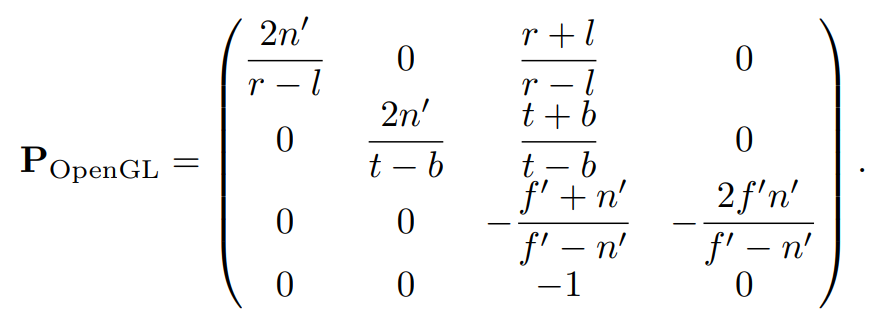 P_OpenGL = ( 2n′/(r − l) 0 (r + l)/(r − l) 0
0 2n′/(t − b) (t + b)/(t − b) 0
0 0 −(f′ + n′)/(f′ − n′) −2f′n′/(f′ − n′)
0 0 −1 0 ) .